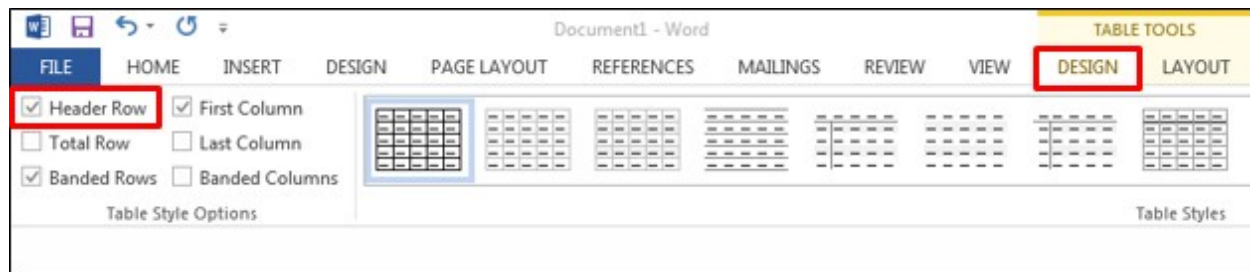 Document1 - Word
TABLE TOOLS
FILE HOME INSERT DESIGN PAGE LAYOUT REFERENCES MAILINGS REVIEW VIEW DESIGN LAYOUT
Header Row First Column
Total Row Last Column
Banded Rows Banded Columns
Table Style Options
Table Styles